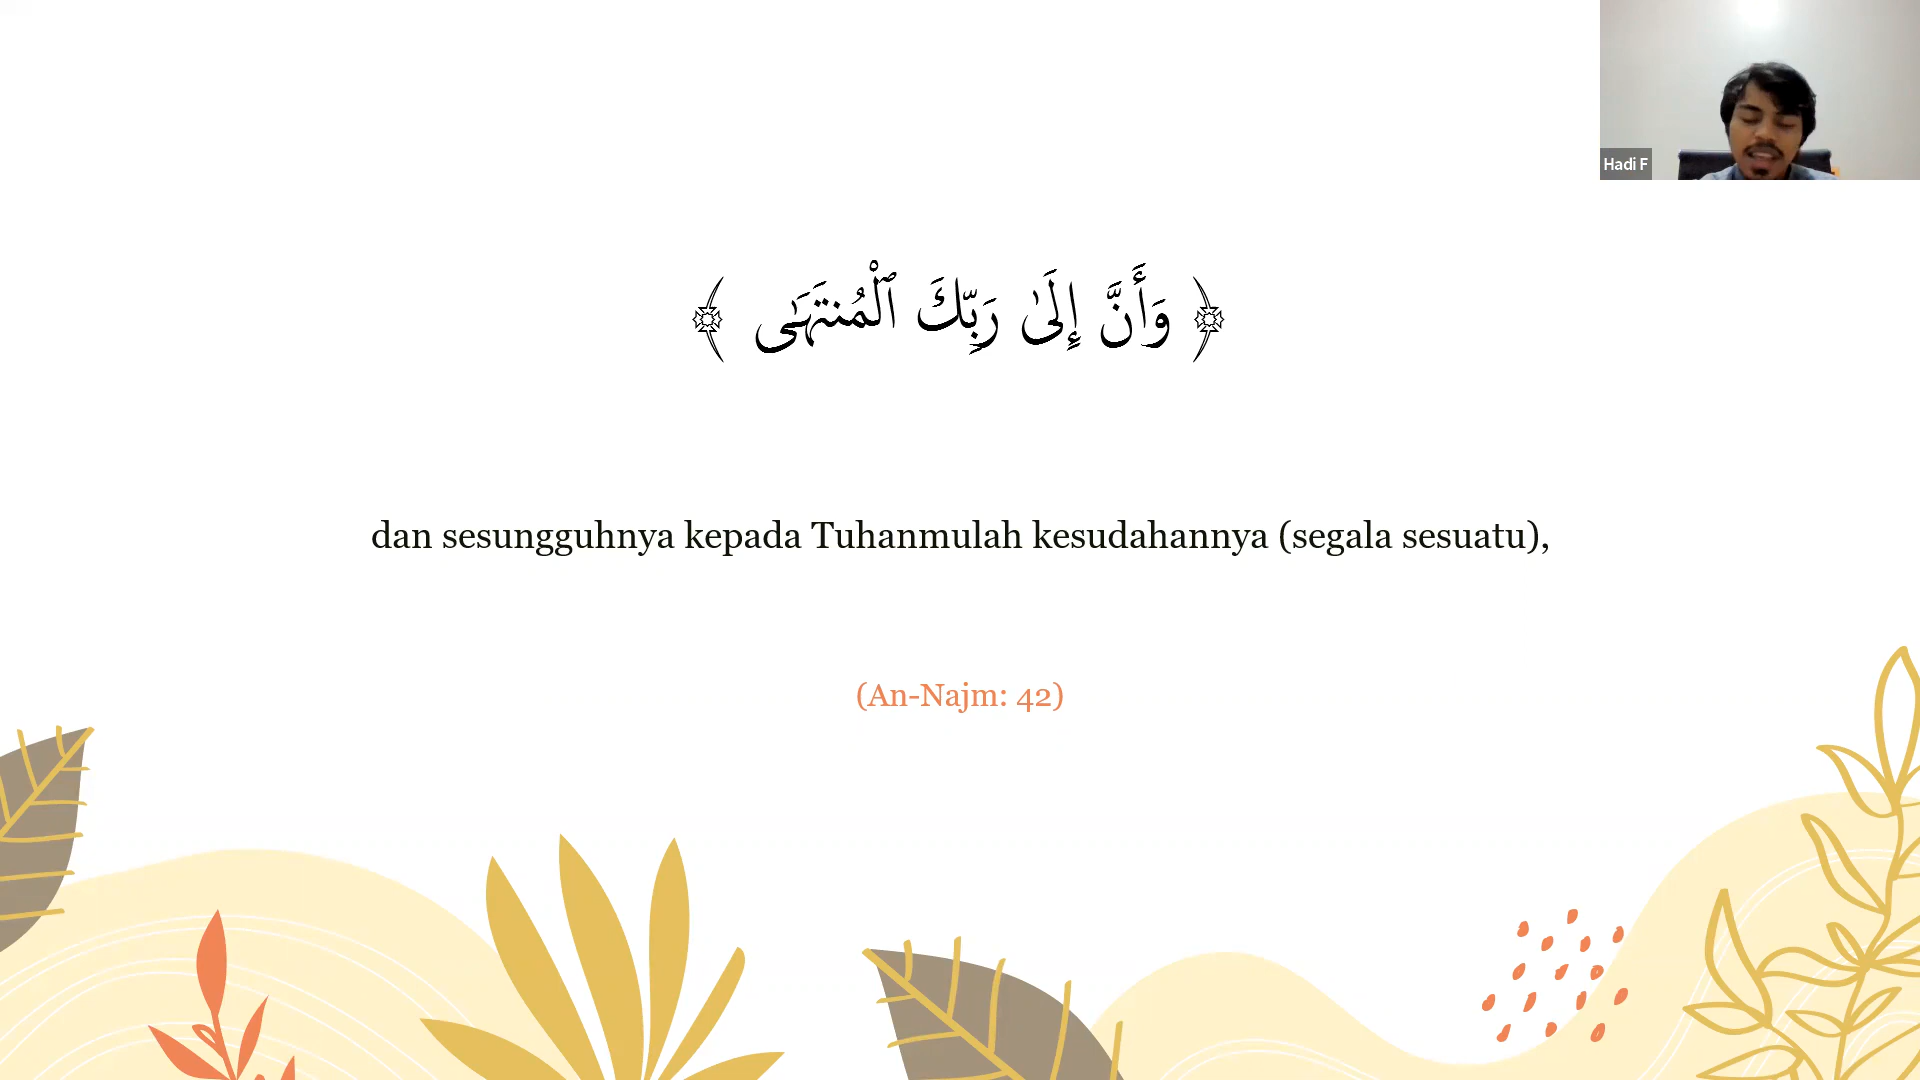 Hadi F
﴿ وَأَنَّ إِلَىٰ رَبِّكَ ٱلْمُنتَهَىٰ ﴾
dan sesungguhnya kepada Tuhanmulah kesudahannya (segala sesuatu),
(An-Najm: 42)